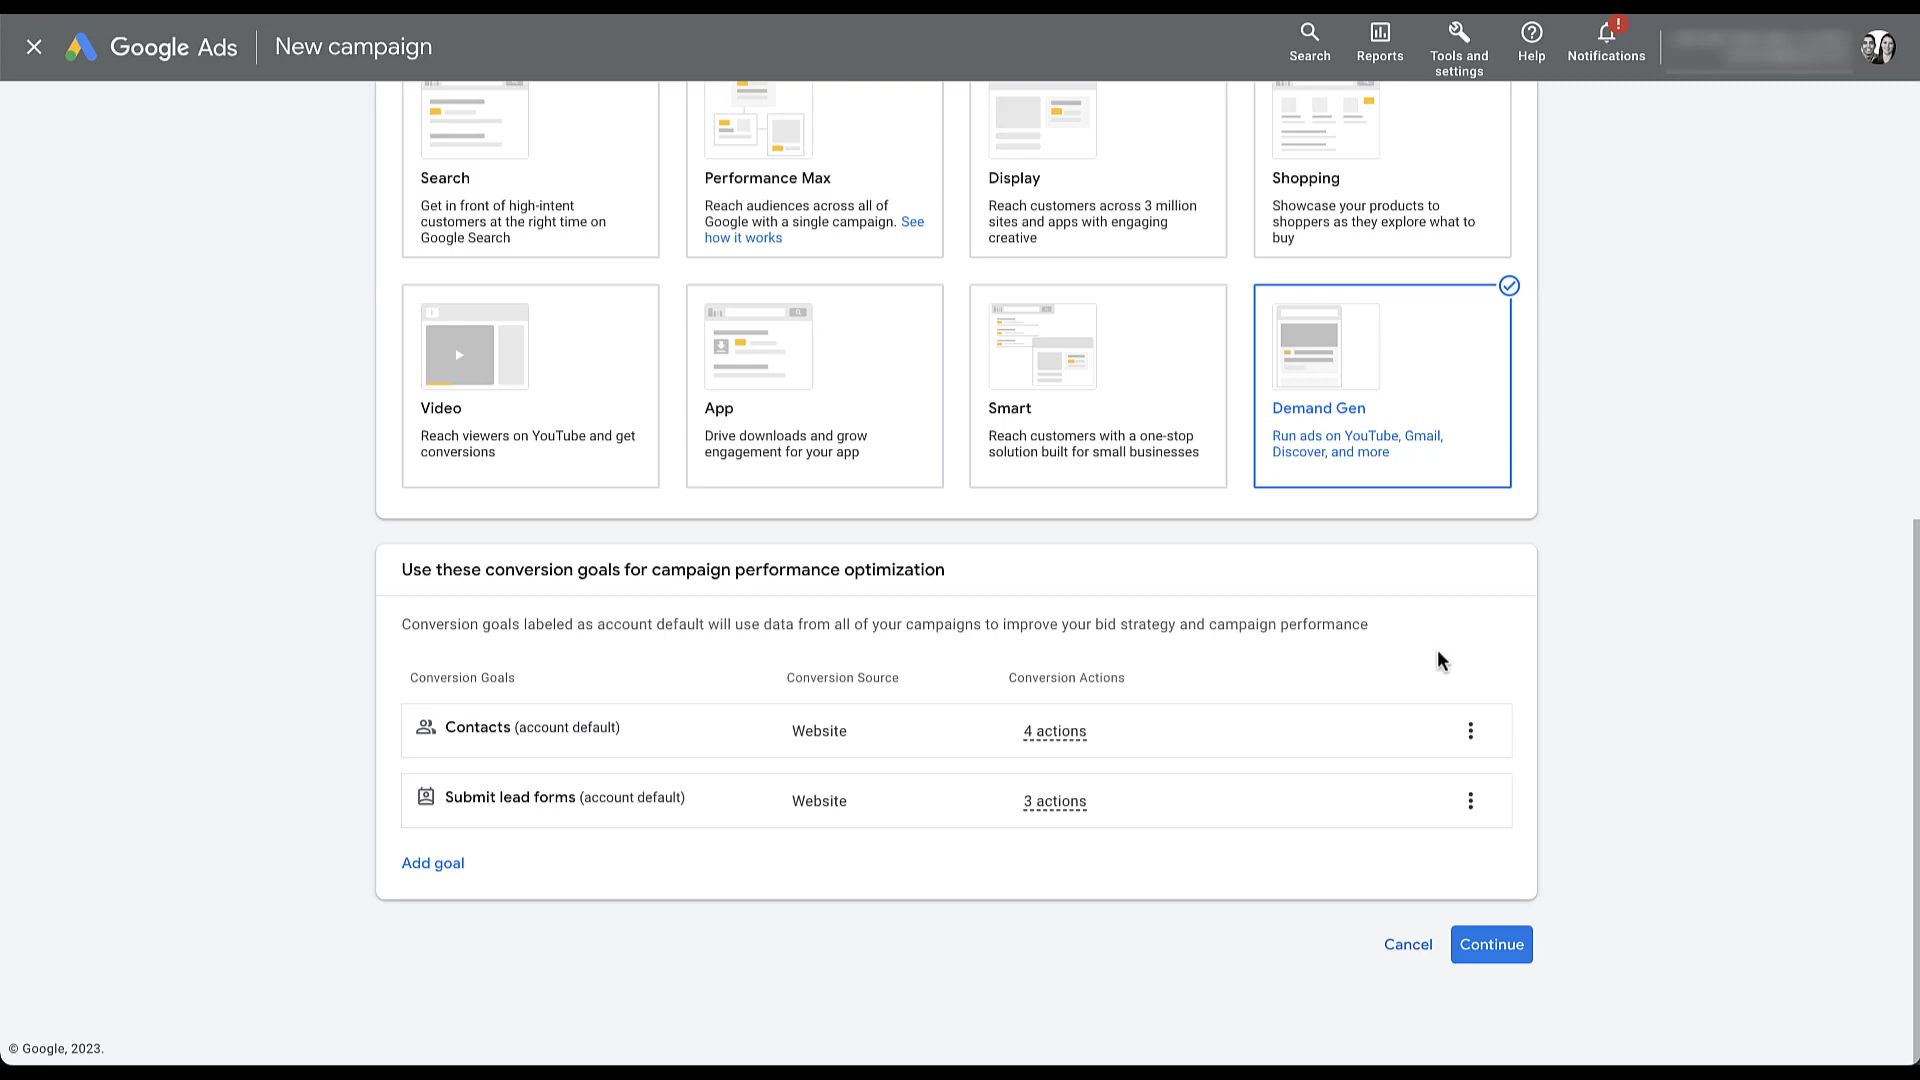 Google Ads
New campaign
Search
Reports
Tools and
settings
Help
!
Notifications
Search
Get in front of high-intent
customers at the right time on
Google Search
Performance Max
Reach audiences across all of
Google with a single campaign. See
how it works
Display
Reach customers across 3 million
sites and apps with engaging
creative
Shopping
Showcase your products to
shoppers as they explore what to
buy
Video
Reach viewers on YouTube and get
conversions
App
Drive downloads and grow
engagement for your app
Smart
Reach customers with a one-stop
solution built for small businesses
Demand Gen
Run ads on YouTube, Gmail,
Discover, and more
Use these conversion goals for campaign performance optimization
Conversion goals labeled as account default will use data from all of your campaigns to improve your bid strategy and campaign performance
Conversion Goals
Conversion Source
Conversion Actions
Contacts (account default)
Website
4 actions
Submit lead forms (account default)
Website
3 actions
Add goal
Cancel
Continue
© Google, 2023.